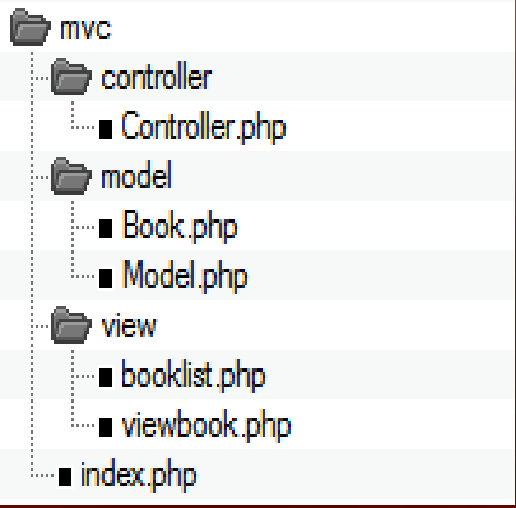 mvc
controller
Controller.php
model
Book.php
Model.php
view
booklist.php
viewbook.php
index.php